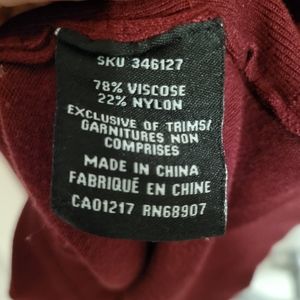 SKU 346127
78% VISCOSE
22% NYLON
EXCLUSIVE OF TRIMS/
GARNITURES NON
COMPRISES
MADE IN CHINA
FABRIQUÉ EN CHINE
CA01217 RN68907